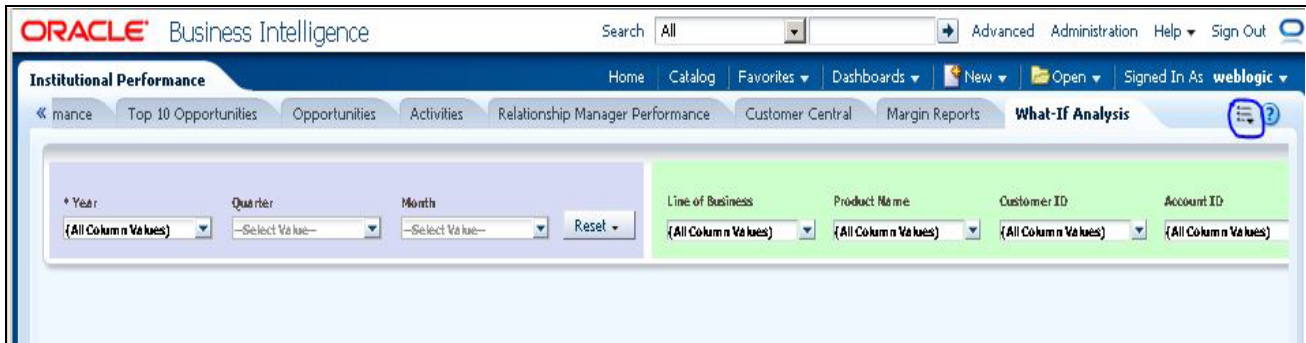 ORACLE Business Intelligence Search All Advanced Administration Help Sign Out
Institutional Performance Home Catalog Favorites Dashboards New Open Signed In As weblogic
« mance Top 10 Opportunities Opportunities Activities Relationship Manager Performance Customer Central Margin Reports What-If Analysis ?
* Year Quarter Month Line of Business Product Name Customer ID Account ID
(All Column Values) --Select Value-- --Select Value-- Reset (All Column Values) (All Column Values) (All Column Values) (All Column Values)